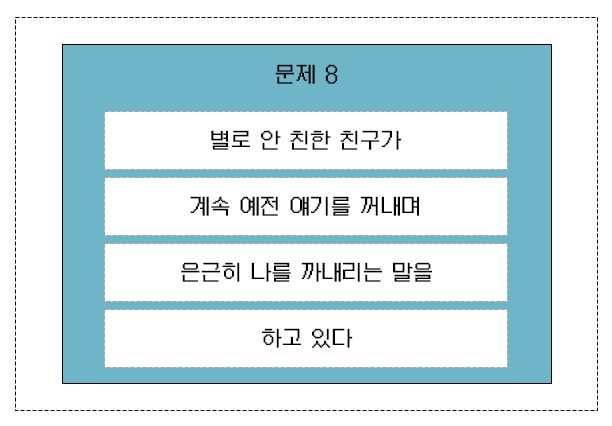 문제 8
별로 안 친한 친구가
계속 예전 얘기를 꺼내며
은근히 나를 까내리는 말을
하고 있다